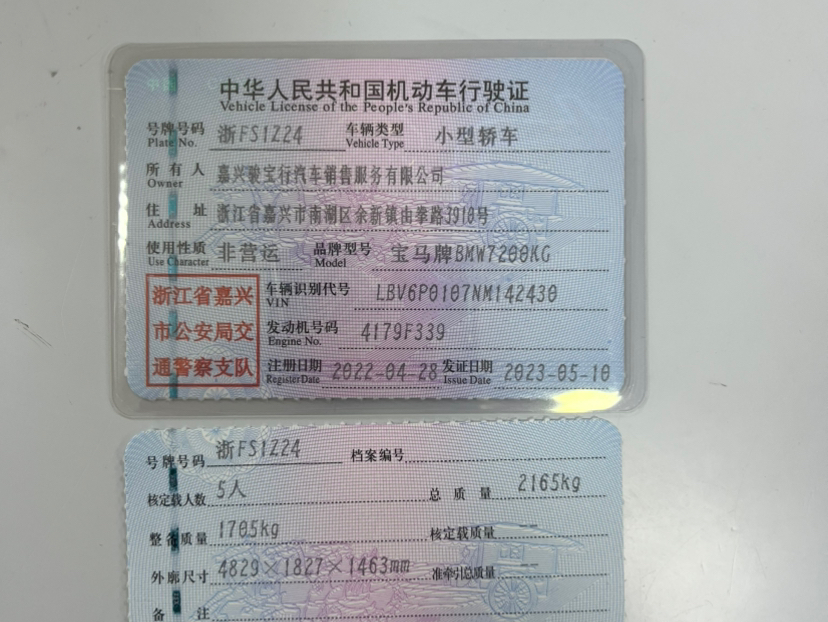 中华人民共和国机动车行驶证
Vehicle License of the People's Republic of China
号牌号码 浙FS1Z24 车辆类型 小型轿车
Plate No. Vehicle Type
所有人 嘉兴骏宝行汽车销售服务有限公司
Owner
住址 浙江省嘉兴市南湖区余新镇由拳路3910号
Address
使用性质 非营运 品牌型号 宝马牌BMW7200KG
Use Character Model
浙江省嘉兴 车辆识别代号 LBV6P0107NM142430
VIN
市公安局交 发动机号码 4179F339
Engine No.
通警察支队 注册日期 2022-04-28 发证日期 2023-05-10
Register Date Issue Date
号牌号码 浙FS1Z24 档案编号
核定载人数 5人 总质量 2165kg
整备质量 1705kg 核定载质量 --
外廓尺寸 4829×1827×1463mm 准牵引总质量 --
备注